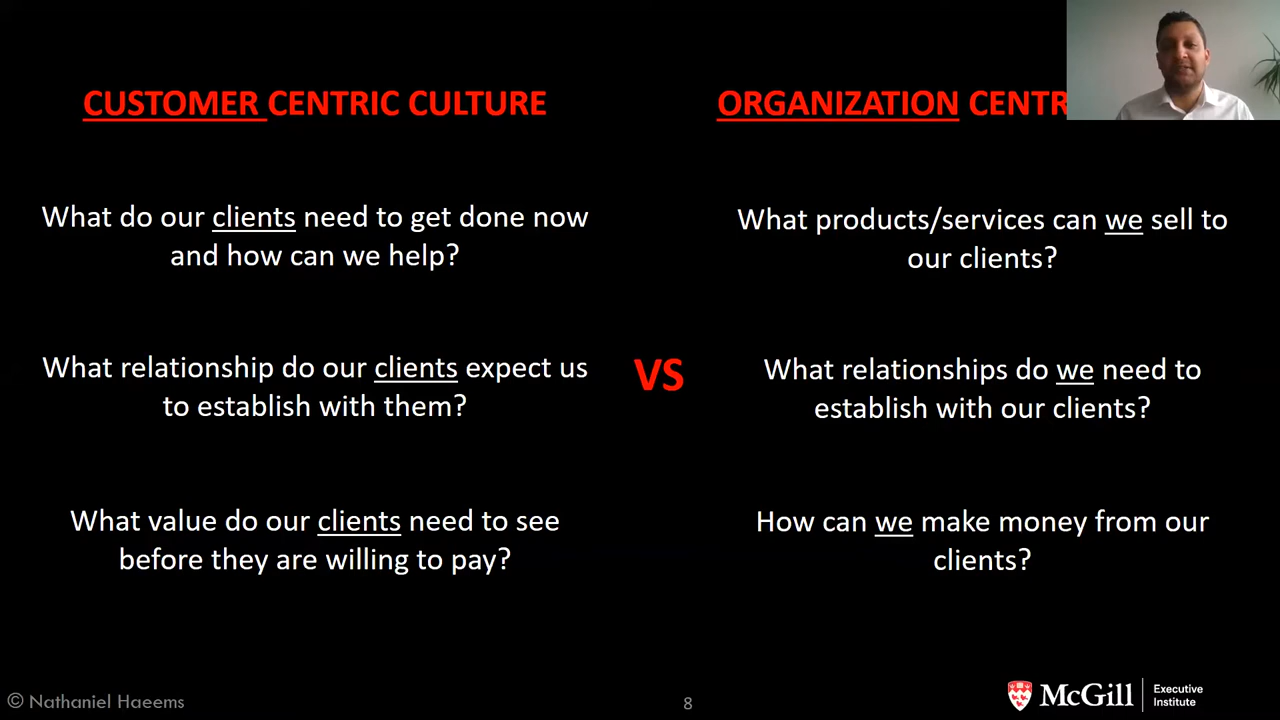 CUSTOMER CENTRIC CULTURE
What do our clients need to get done now
and how can we help?
What relationship do our clients expect us
to establish with them?
What value do our clients need to see
before they are willing to pay?
VS
ORGANIZATION CENTR
What products/services can we sell to
our clients?
What relationships do we need to
establish with our clients?
How can we make money from our
clients?
© Nathaniel Haeems
8
McGill
Executive
Institute